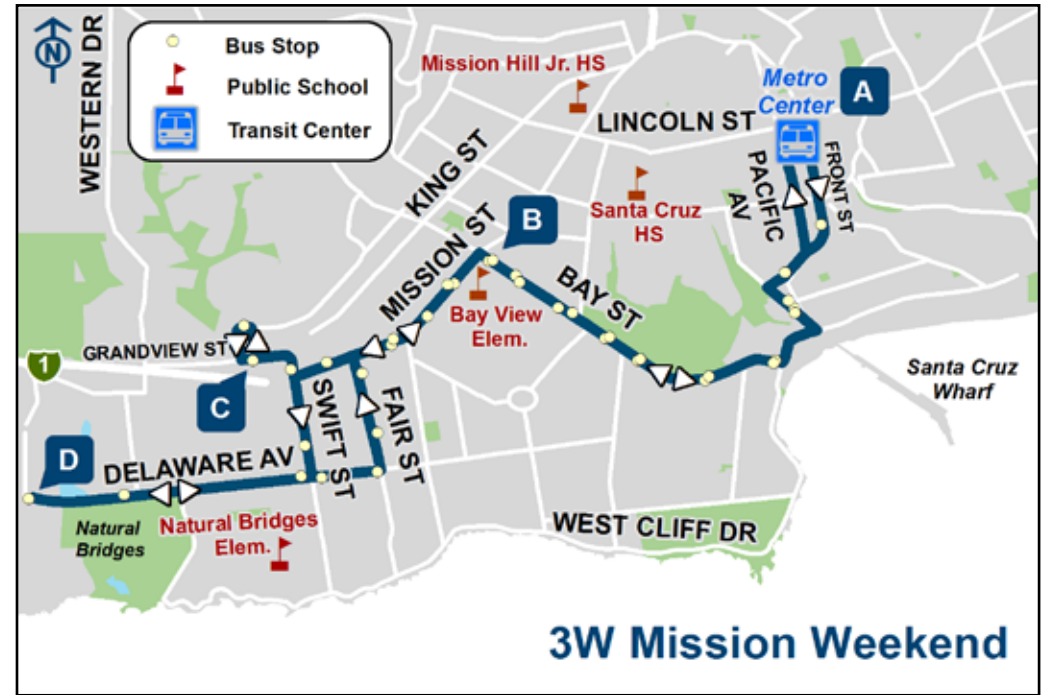 N
WESTERN DR
Bus Stop
Public School
Transit Center
Mission Hill Jr. HS
Metro
Center
A
LINCOLN ST
KING ST
PACIFIC
AV
FRONT ST
Santa Cruz
HS
B
MISSION ST
BAY ST
Bay View
Elem.
GRANDVIEW ST
1
Santa Cruz
Wharf
C
SWIFT ST
FAIR ST
D
DELAWARE AV
Natural
Bridges
Natural Bridges
Elem.
WEST CLIFF DR
3W Mission Weekend